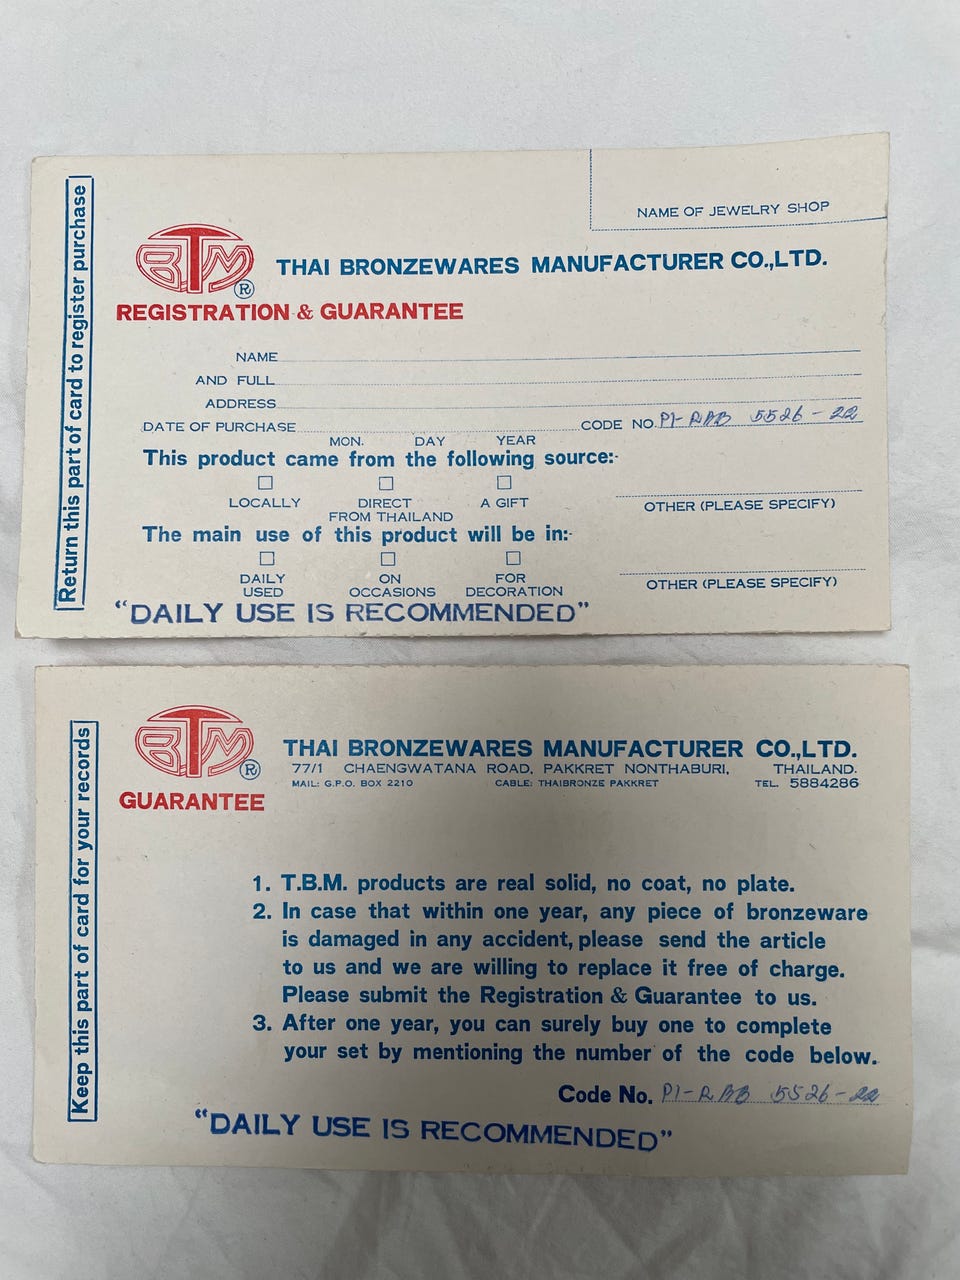 Return this part of card to register purchase
NAME OF JEWELRY SHOP
BTM
®
THAI BRONZEWARES MANUFACTURER CO.,LTD.
REGISTRATION & GUARANTEE
NAME
AND FULL
ADDRESS
DATE OF PURCHASE CODE NO. 5526-22
MON. DAY YEAR
This product came from the following source:-
LOCALLY DIRECT FROM THAILAND A GIFT OTHER (PLEASE SPECIFY)
The main use of this product will be in:-
DAILY USED ON OCCASIONS FOR DECORATION OTHER (PLEASE SPECIFY)
"DAILY USE IS RECOMMENDED"
Keep this part of card for your records
BTM
®
THAI BRONZEWARES MANUFACTURER CO.,LTD.
77/1 CHAENGWATANA ROAD, PAKKRET NONTHABURI, THAILAND.
MAIL: G.P.O. BOX 2210 CABLE: THAIBRONZE PAKKRET TEL. 5884286
GUARANTEE
1. T.B.M. products are real solid, no coat, no plate.
2. In case that within one year, any piece of bronzeware
is damaged in any accident, please send the article
to us and we are willing to replace it free of charge.
Please submit the Registration & Guarantee to us.
3. After one year, you can surely buy one to complete
your set by mentioning the number of the code below.
Code No. 5526-22
"DAILY USE IS RECOMMENDED"